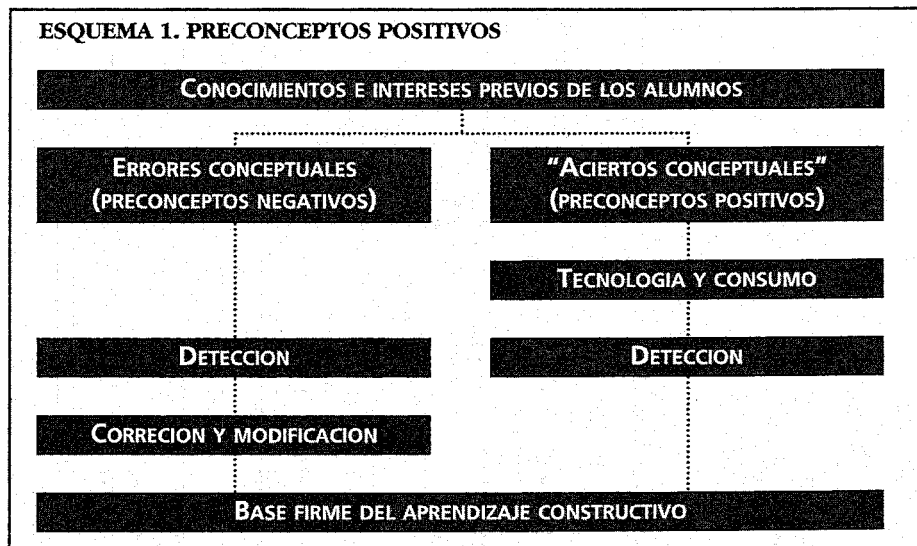 ESQUEMA 1. PRECONCEPTOS POSITIVOS
CONOCIMIENTOS E INTERESES PREVIOS DE LOS ALUMNOS
ERRORES CONCEPTUALES
(PRECONCEPTOS NEGATIVOS)
"ACIERTOS CONCEPTUALES"
(PRECONCEPTOS POSITIVOS)
TECNOLOGIA Y CONSUMO
DETECCION
DETECCION
CORRECION Y MODIFICACION
BASE FIRME DEL APRENDIZAJE CONSTRUCTIVO